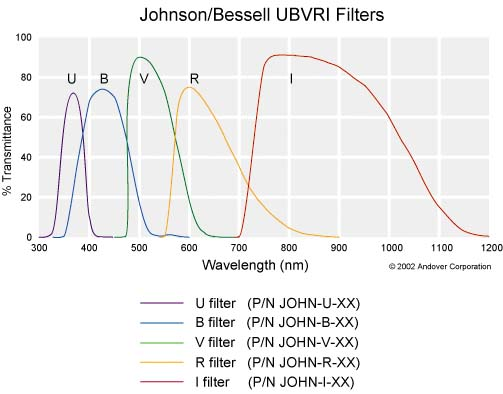 Johnson/Bessell UBVRI Filters
100
80
60
40
20
0
% Transmittance
U B V R I
300 400 500 600 700 800 900 1000 1100 1200
Wavelength (nm)
© 2002 Andover Corporation
U filter (P/N JOHN-U-XX)
B filter (P/N JOHN-B-XX)
V filter (P/N JOHN-V-XX)
R filter (P/N JOHN-R-XX)
I filter (P/N JOHN-I-XX)